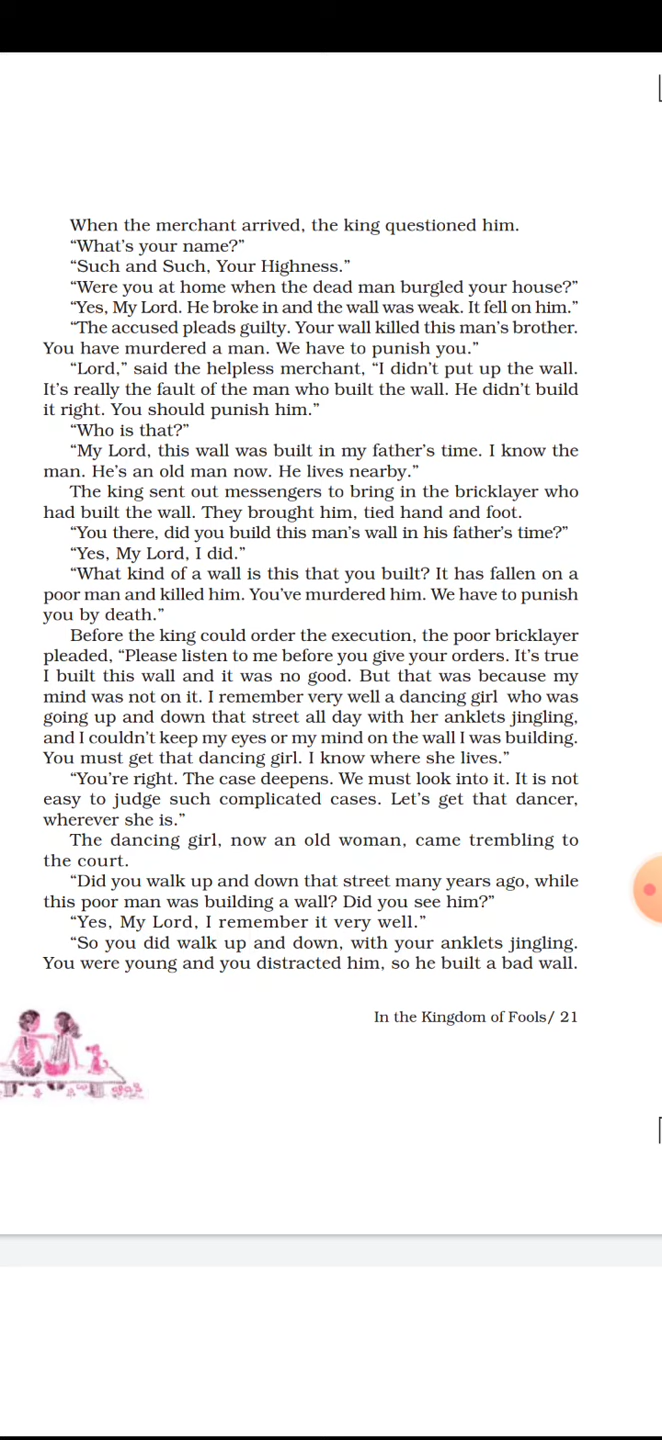 When the merchant arrived, the king questioned him.
“What’s your name?”
“Such and Such, Your Highness.”
“Were you at home when the dead man burgled your house?”
“Yes, My Lord. He broke in and the wall was weak. It fell on him.”
“The accused pleads guilty. Your wall killed this man’s brother.
You have murdered a man. We have to punish you.”
“Lord,” said the helpless merchant, “I didn’t put up the wall.
It’s really the fault of the man who built the wall. He didn’t build
it right. You should punish him.”
“Who is that?”
“My Lord, this wall was built in my father’s time. I know the
man. He’s an old man now. He lives nearby.”
The king sent out messengers to bring in the bricklayer who
had built the wall. They brought him, tied hand and foot.
“You there, did you build this man’s wall in his father’s time?”
“Yes, My Lord, I did.”
“What kind of a wall is this that you built? It has fallen on a
poor man and killed him. You’ve murdered him. We have to punish
you by death.”
Before the king could order the execution, the poor bricklayer
pleaded, “Please listen to me before you give your orders. It’s true
I built this wall and it was no good. But that was because my
mind was not on it. I remember very well a dancing girl who was
going up and down that street all day with her anklets jingling,
and I couldn’t keep my eyes or my mind on the wall I was building.
You must get that dancing girl. I know where she lives.”
“You’re right. The case deepens. We must look into it. It is not
easy to judge such complicated cases. Let’s get that dancer,
wherever she is.”
The dancing girl, now an old woman, came trembling to
the court.
“Did you walk up and down that street many years ago, while
this poor man was building a wall? Did you see him?”
“Yes, My Lord, I remember it very well.”
“So you did walk up and down, with your anklets jingling.
You were young and you distracted him, so he built a bad wall.
In the Kingdom of Fools/ 21